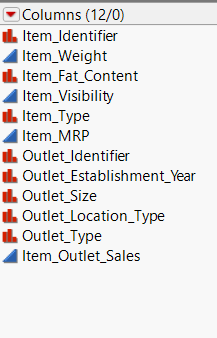 Columns (12/0)
Item_Identifier
Item_Weight
Item_Fat_Content
Item_Visibility
Item_Type
Item_MRP
Outlet_Identifier
Outlet_Establishment_Year
Outlet_Size
Outlet_Location_Type
Outlet_Type
Item_Outlet_Sales